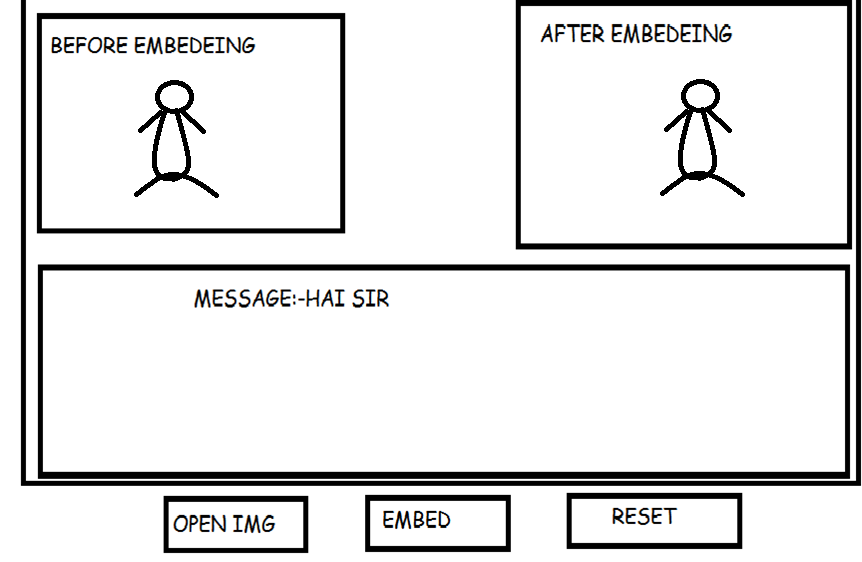 BEFORE EMBEDEING
AFTER EMBEDEING
MESSAGE:-HAI SIR
OPEN IMG
EMBED
RESET